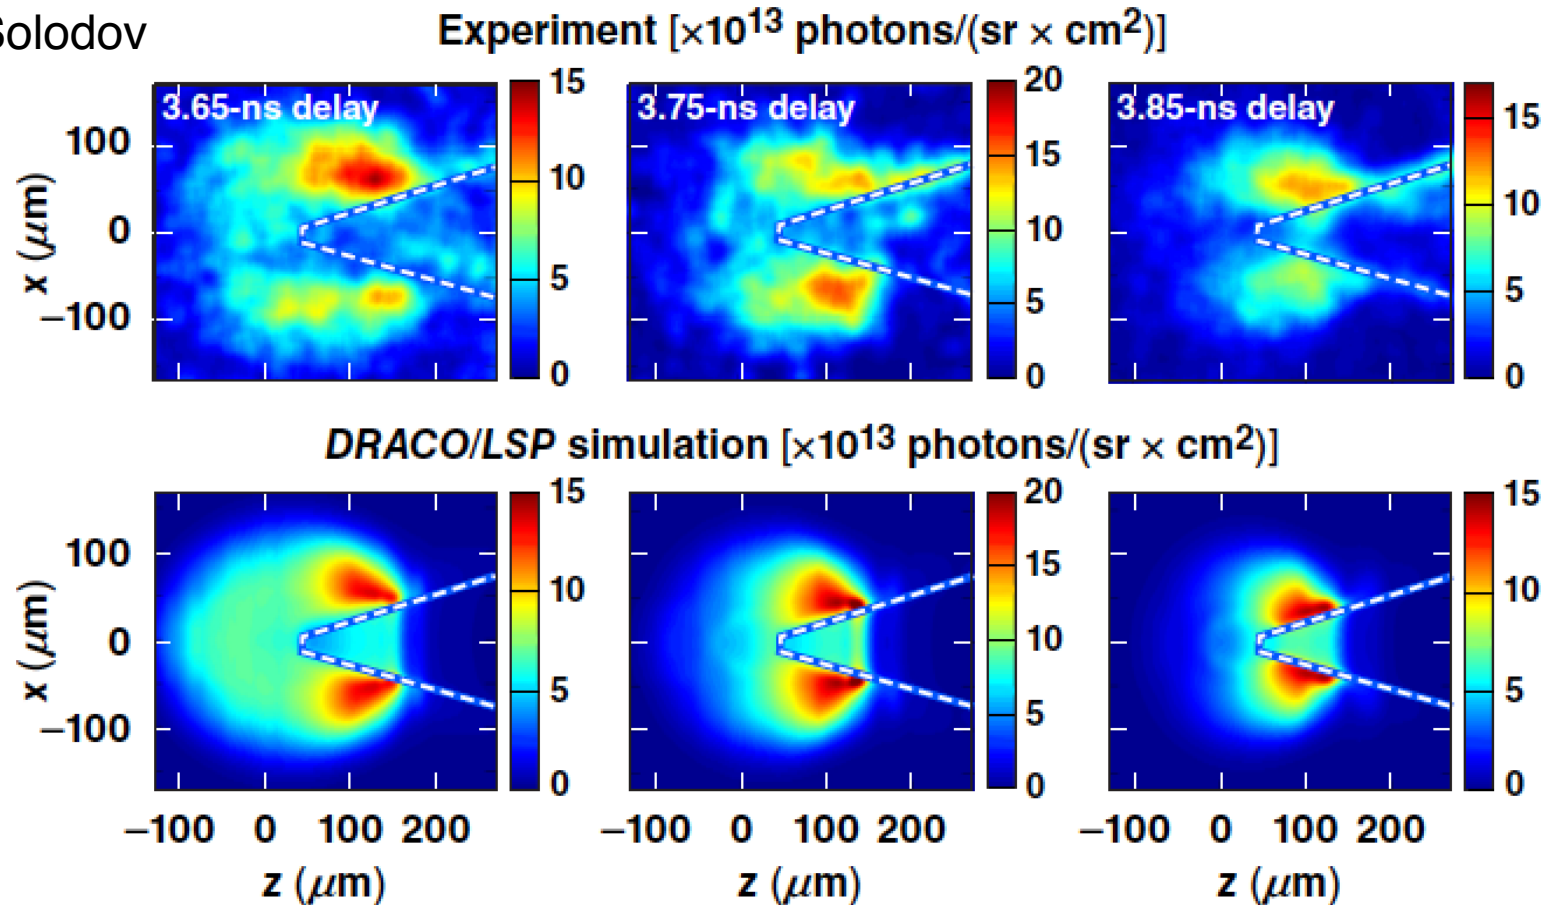 Solodov
Experiment [×10¹³ photons/(sr × cm²)]
3.65-ns delay
3.75-ns delay
3.85-ns delay
15
10
5
0
20
15
10
5
0
15
10
5
0
100
0
−100
x (μm)
DRACO/LSP simulation [×10¹³ photons/(sr × cm²)]
15
10
5
0
20
15
10
5
0
15
10
5
0
100
0
−100
x (μm)
−100 0 100 200
−100 0 100 200
−100 0 100 200
z (μm)
z (μm)
z (μm)